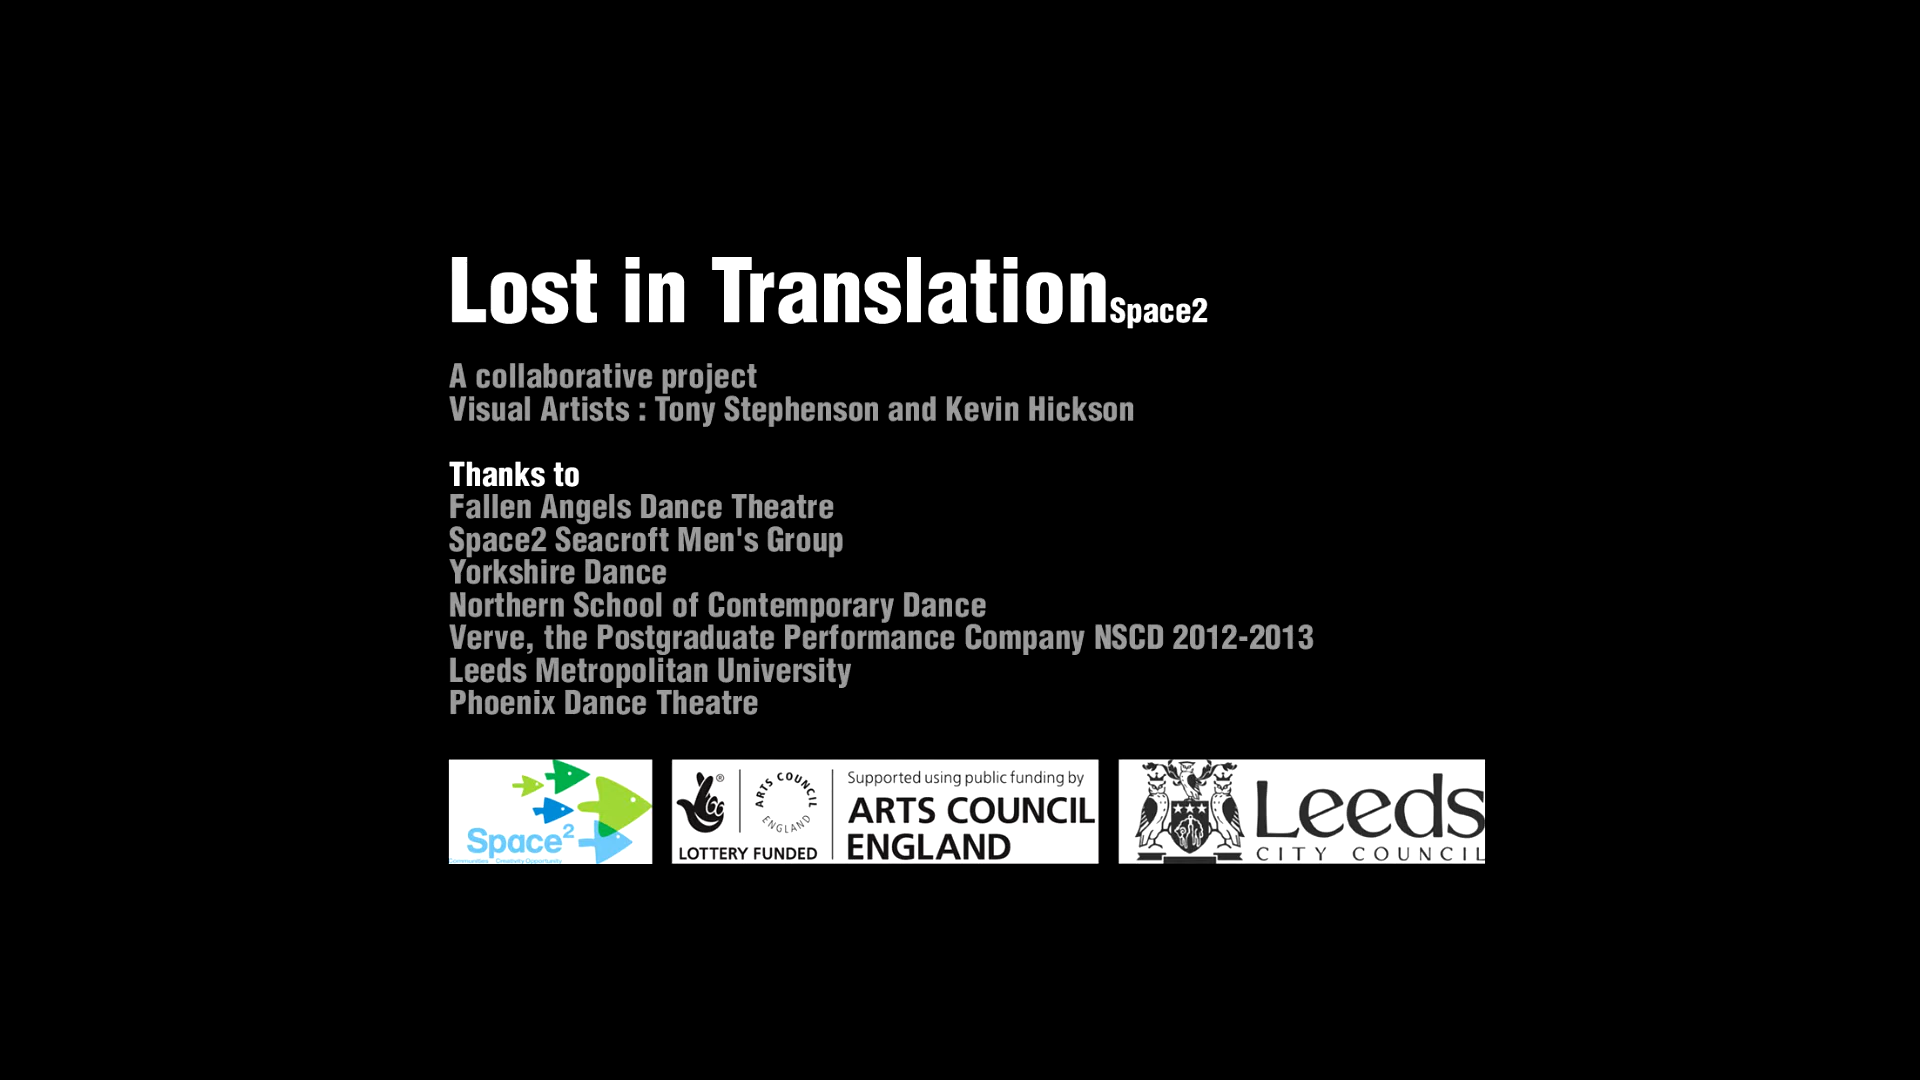 Lost in TranslationSpace2
A collaborative project
Visual Artists : Tony Stephenson and Kevin Hickson
Thanks to
Fallen Angels Dance Theatre
Space2 Seacroft Men's Group
Yorkshire Dance
Northern School of Contemporary Dance
Verve, the Postgraduate Performance Company NSCD 2012-2013
Leeds Metropolitan University
Phoenix Dance Theatre
Space²
Communities Creativity Opportunity
LOTTERY FUNDED
ARTS COUNCIL ENGLAND
Supported using public funding by
ARTS COUNCIL
ENGLAND
Leeds
CITY COUNCIL